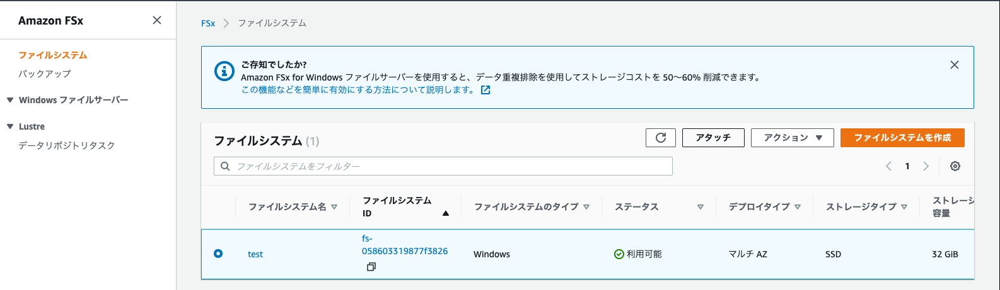 Amazon FSx
ファイルシステム
バックアップ
Windows ファイルサーバー
Lustre
データリポジトリタスク
FSx ファイルシステム
ご存知でしたか?
Amazon FSx for Windows ファイルサーバーを使用すると、データ重複排除を使用してストレージコストを 50〜60% 削減できます。
この機能などを簡単に有効にする方法について説明します。
ファイルシステム (1)
アタッチ
アクション
ファイルシステムを作成
ファイルシステムをフィルター
1
ファイルシステム名
ファイルシステム
ID
ファイルシステムのタイプ
ステータス
デプロイタイプ
ストレージタイプ
ストレージ
容量
test
fs-
058603319877f3826
Windows
利用可能
マルチ AZ
SSD
32 GiB